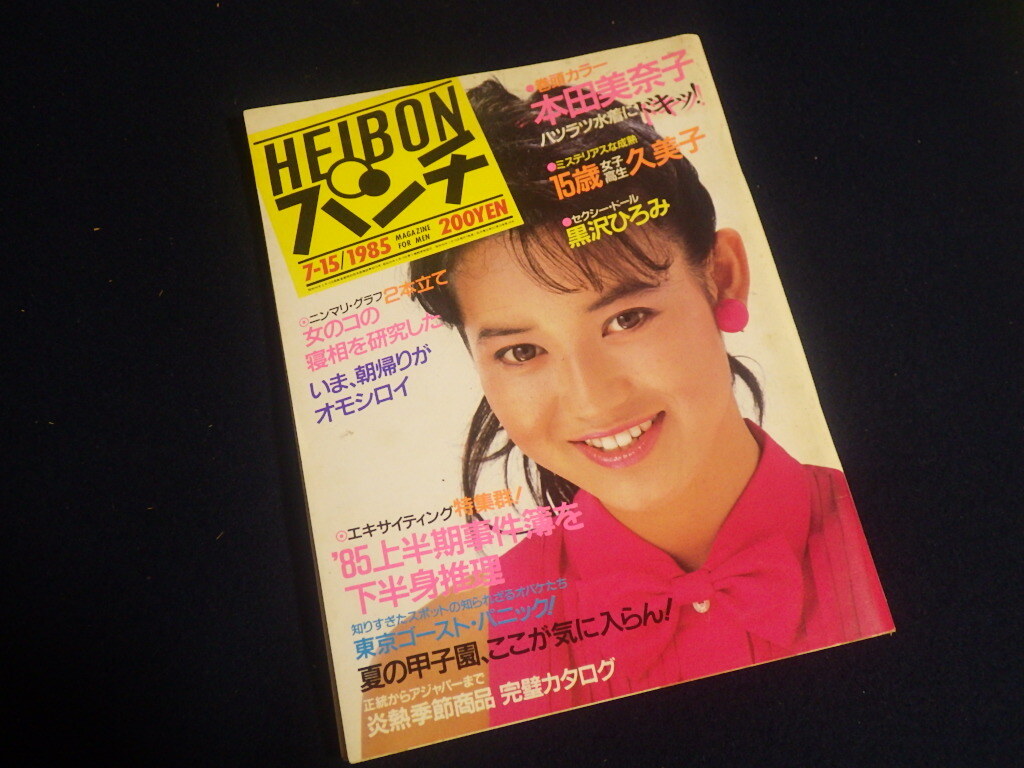 HEIBON
パンチ
7-15/1985 MAGAZINE FOR MEN 200YEN
●巻頭カラー
本田美奈子
ハツラツ水着にドキッ!
●ミステリアスな成熟
15歳女子高生久美子
●セクシー・ドール
黒沢ひろみ
◎ニンマリ・グラフ2本立て
女のコの
寝相を研究した
いま、朝帰りが
オモシロイ
◎エキサイティング特集群!
'85上半期事件簿を
下半身推理
知りすぎたスポットの知られざるオバケたち
東京ゴースト・パニック!
夏の甲子園、ここが気に入らん!
正統からアジャパーまで
炎熱季節商品 完璧カタログ